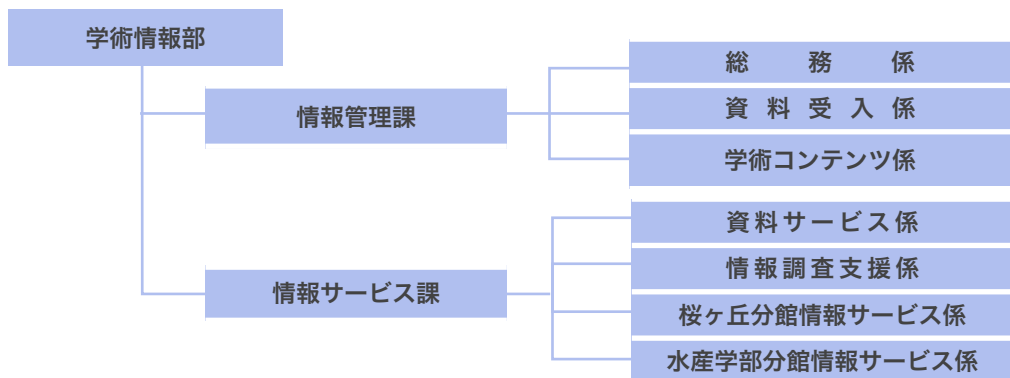 学術情報部
情報管理課
総務係
資料受入係
学術コンテンツ係
情報サービス課
資料サービス係
情報調査支援係
桜ヶ丘分館情報サービス係
水産学部分館情報サービス係